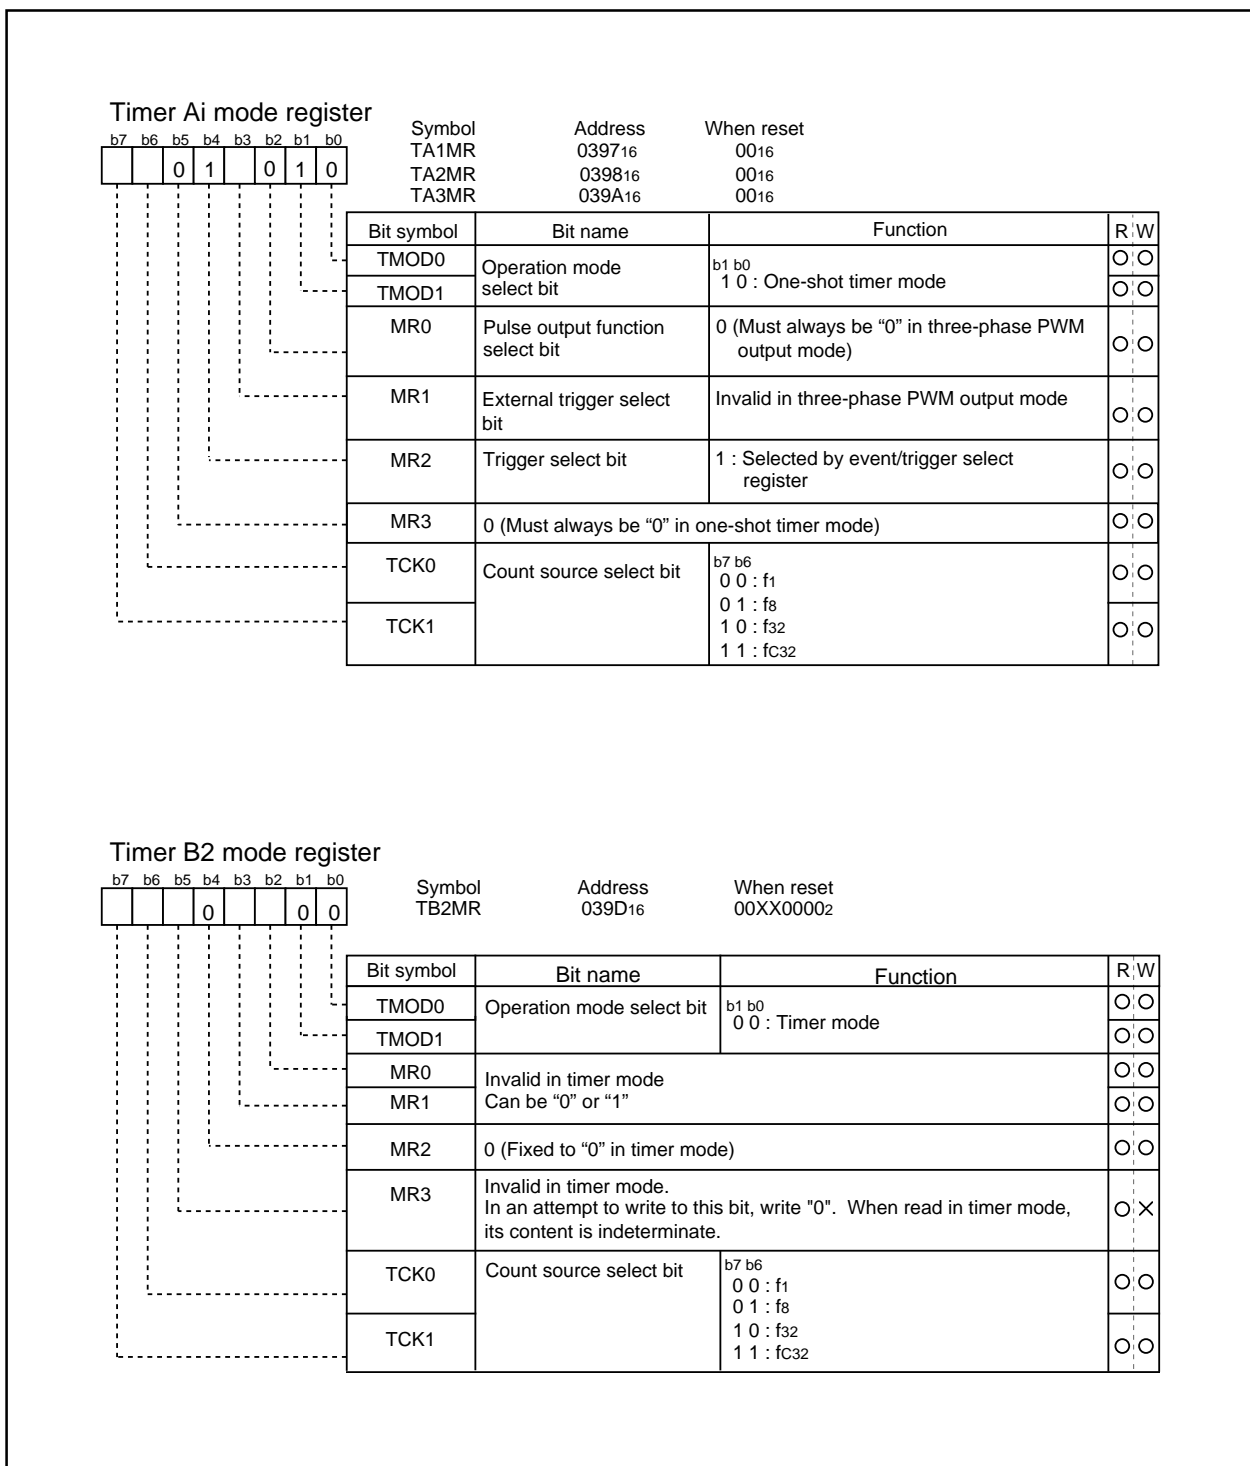 Timer Ai mode register
b7 b6 b5 b4 b3 b2 b1 b0
0 1 0 1 0
Symbol Address When reset
TA1MR 039716 0016
TA2MR 039816 0016
TA3MR 039A16 0016
Bit symbol Bit name Function R W
TMOD0
TMOD1
Operation mode
select bit
b1 b0
1 0 : One-shot timer mode
MR0 Pulse output function
select bit
0 (Must always be “0” in three-phase PWM
output mode)
MR1 External trigger select
bit
Invalid in three-phase PWM output mode
MR2 Trigger select bit 1 : Selected by event/trigger select
register
MR3 0 (Must always be “0” in one-shot timer mode)
TCK0
TCK1
Count source select bit
b7 b6
0 0 : f1
0 1 : f8
1 0 : f32
1 1 : fC32
Timer B2 mode register
b7 b6 b5 b4 b3 b2 b1 b0
0 0 0
Symbol Address When reset
TB2MR 039D16 00XX00002
Bit symbol Bit name Function R W
TMOD0
TMOD1
Operation mode select bit
b1 b0
0 0 : Timer mode
MR0
MR1
Invalid in timer mode
Can be “0” or “1”
MR2 0 (Fixed to “0” in timer mode)
MR3 Invalid in timer mode.
In an attempt to write to this bit, write "0". When read in timer mode,
its content is indeterminate.
TCK0
TCK1
Count source select bit
b7 b6
0 0 : f1
0 1 : f8
1 0 : f32
1 1 : fC32